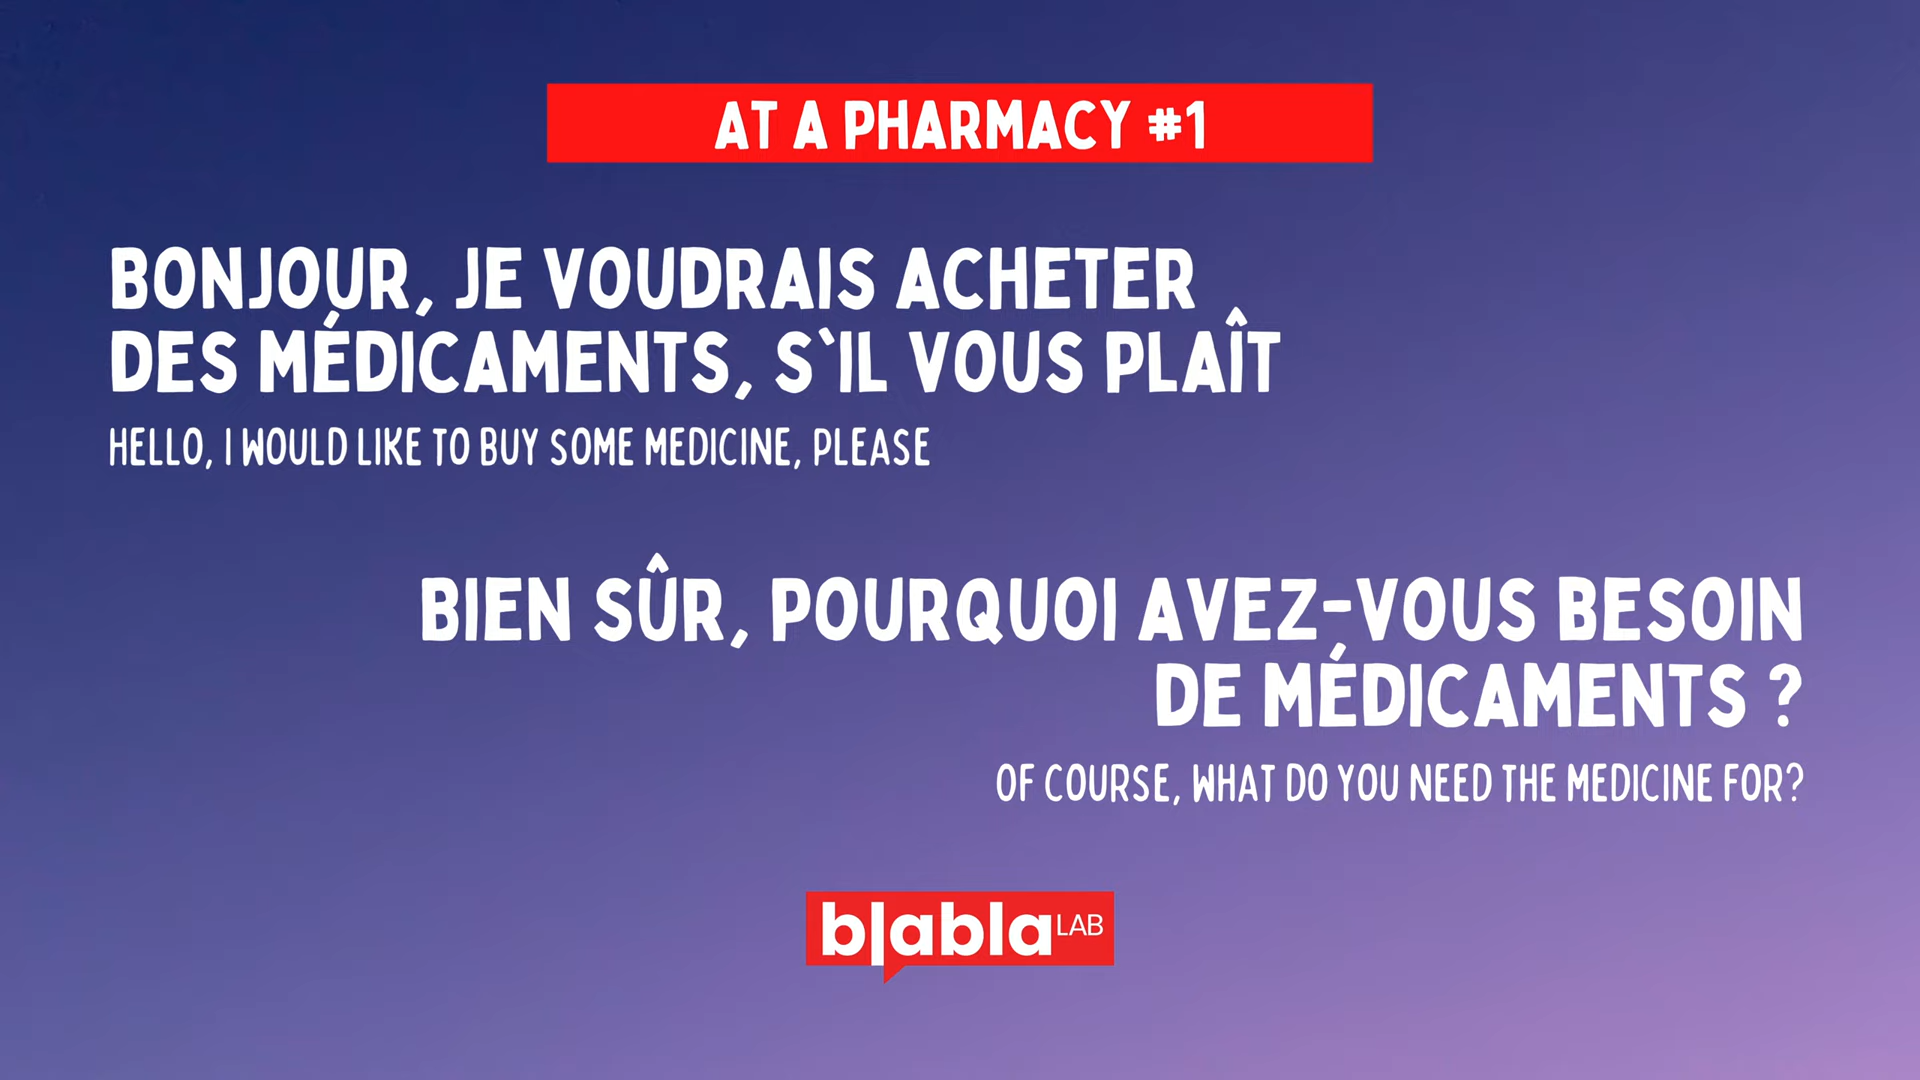 AT A PHARMACY #1
BONJOUR, JE VOUDRAIS ACHETER
DES MÉDICAMENTS, S`IL VOUS PLAÎT
HELLO, I WOULD LIKE TO BUY SOME MEDICINE, PLEASE
BIEN SÛR, POURQUOI AVEZ-VOUS BESOIN
DE MÉDICAMENTS ?
OF COURSE, WHAT DO YOU NEED THE MEDICINE FOR?
blabla LAB